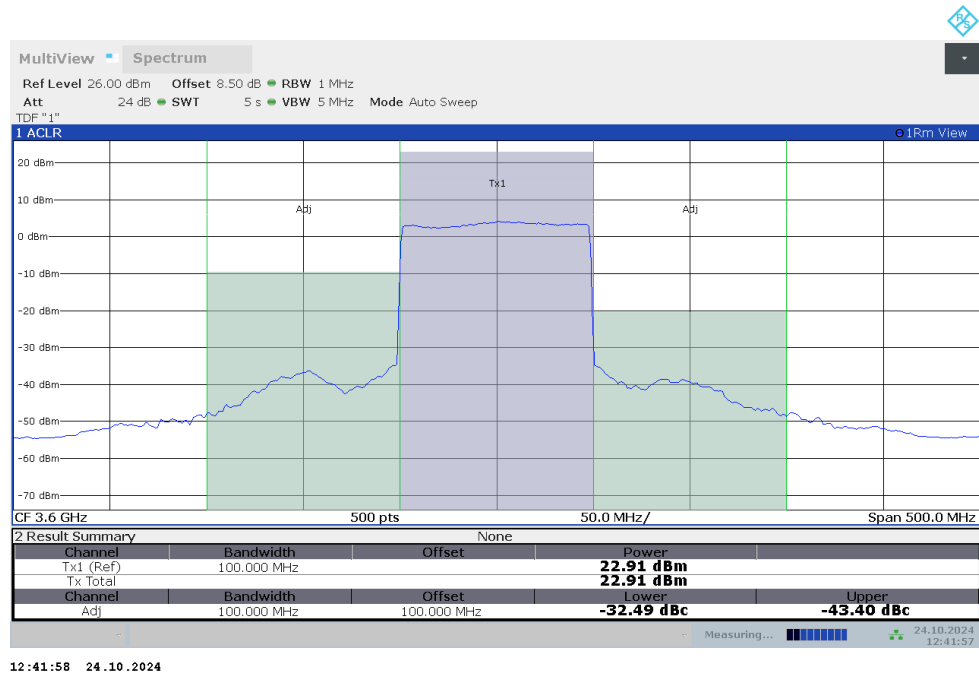 R&S
MultiView Spectrum
Ref Level 26.00 dBm Offset 8.50 dB RBW 1 MHz
Att 24 dB SWT 5 s VBW 5 MHz Mode Auto Sweep
TDF "1"
1 ACLR 1Rm View
20 dBm
Tx1
10 dBm
Adj Adj
0 dBm
-10 dBm
-20 dBm
-30 dBm
-40 dBm
-50 dBm
-60 dBm
-70 dBm
CF 3.6 GHz 500 pts 50.0 MHz/ Span 500.0 MHz
2 Result Summary None
Channel Bandwidth Offset Power
Tx1 (Ref) 100.000 MHz 22.91 dBm
Tx Total 22.91 dBm
Channel Bandwidth Offset Lower Upper
Adj 100.000 MHz 100.000 MHz -32.49 dBc -43.40 dBc
Measuring... 24.10.2024
12:41:57
12:41:58 24.10.2024